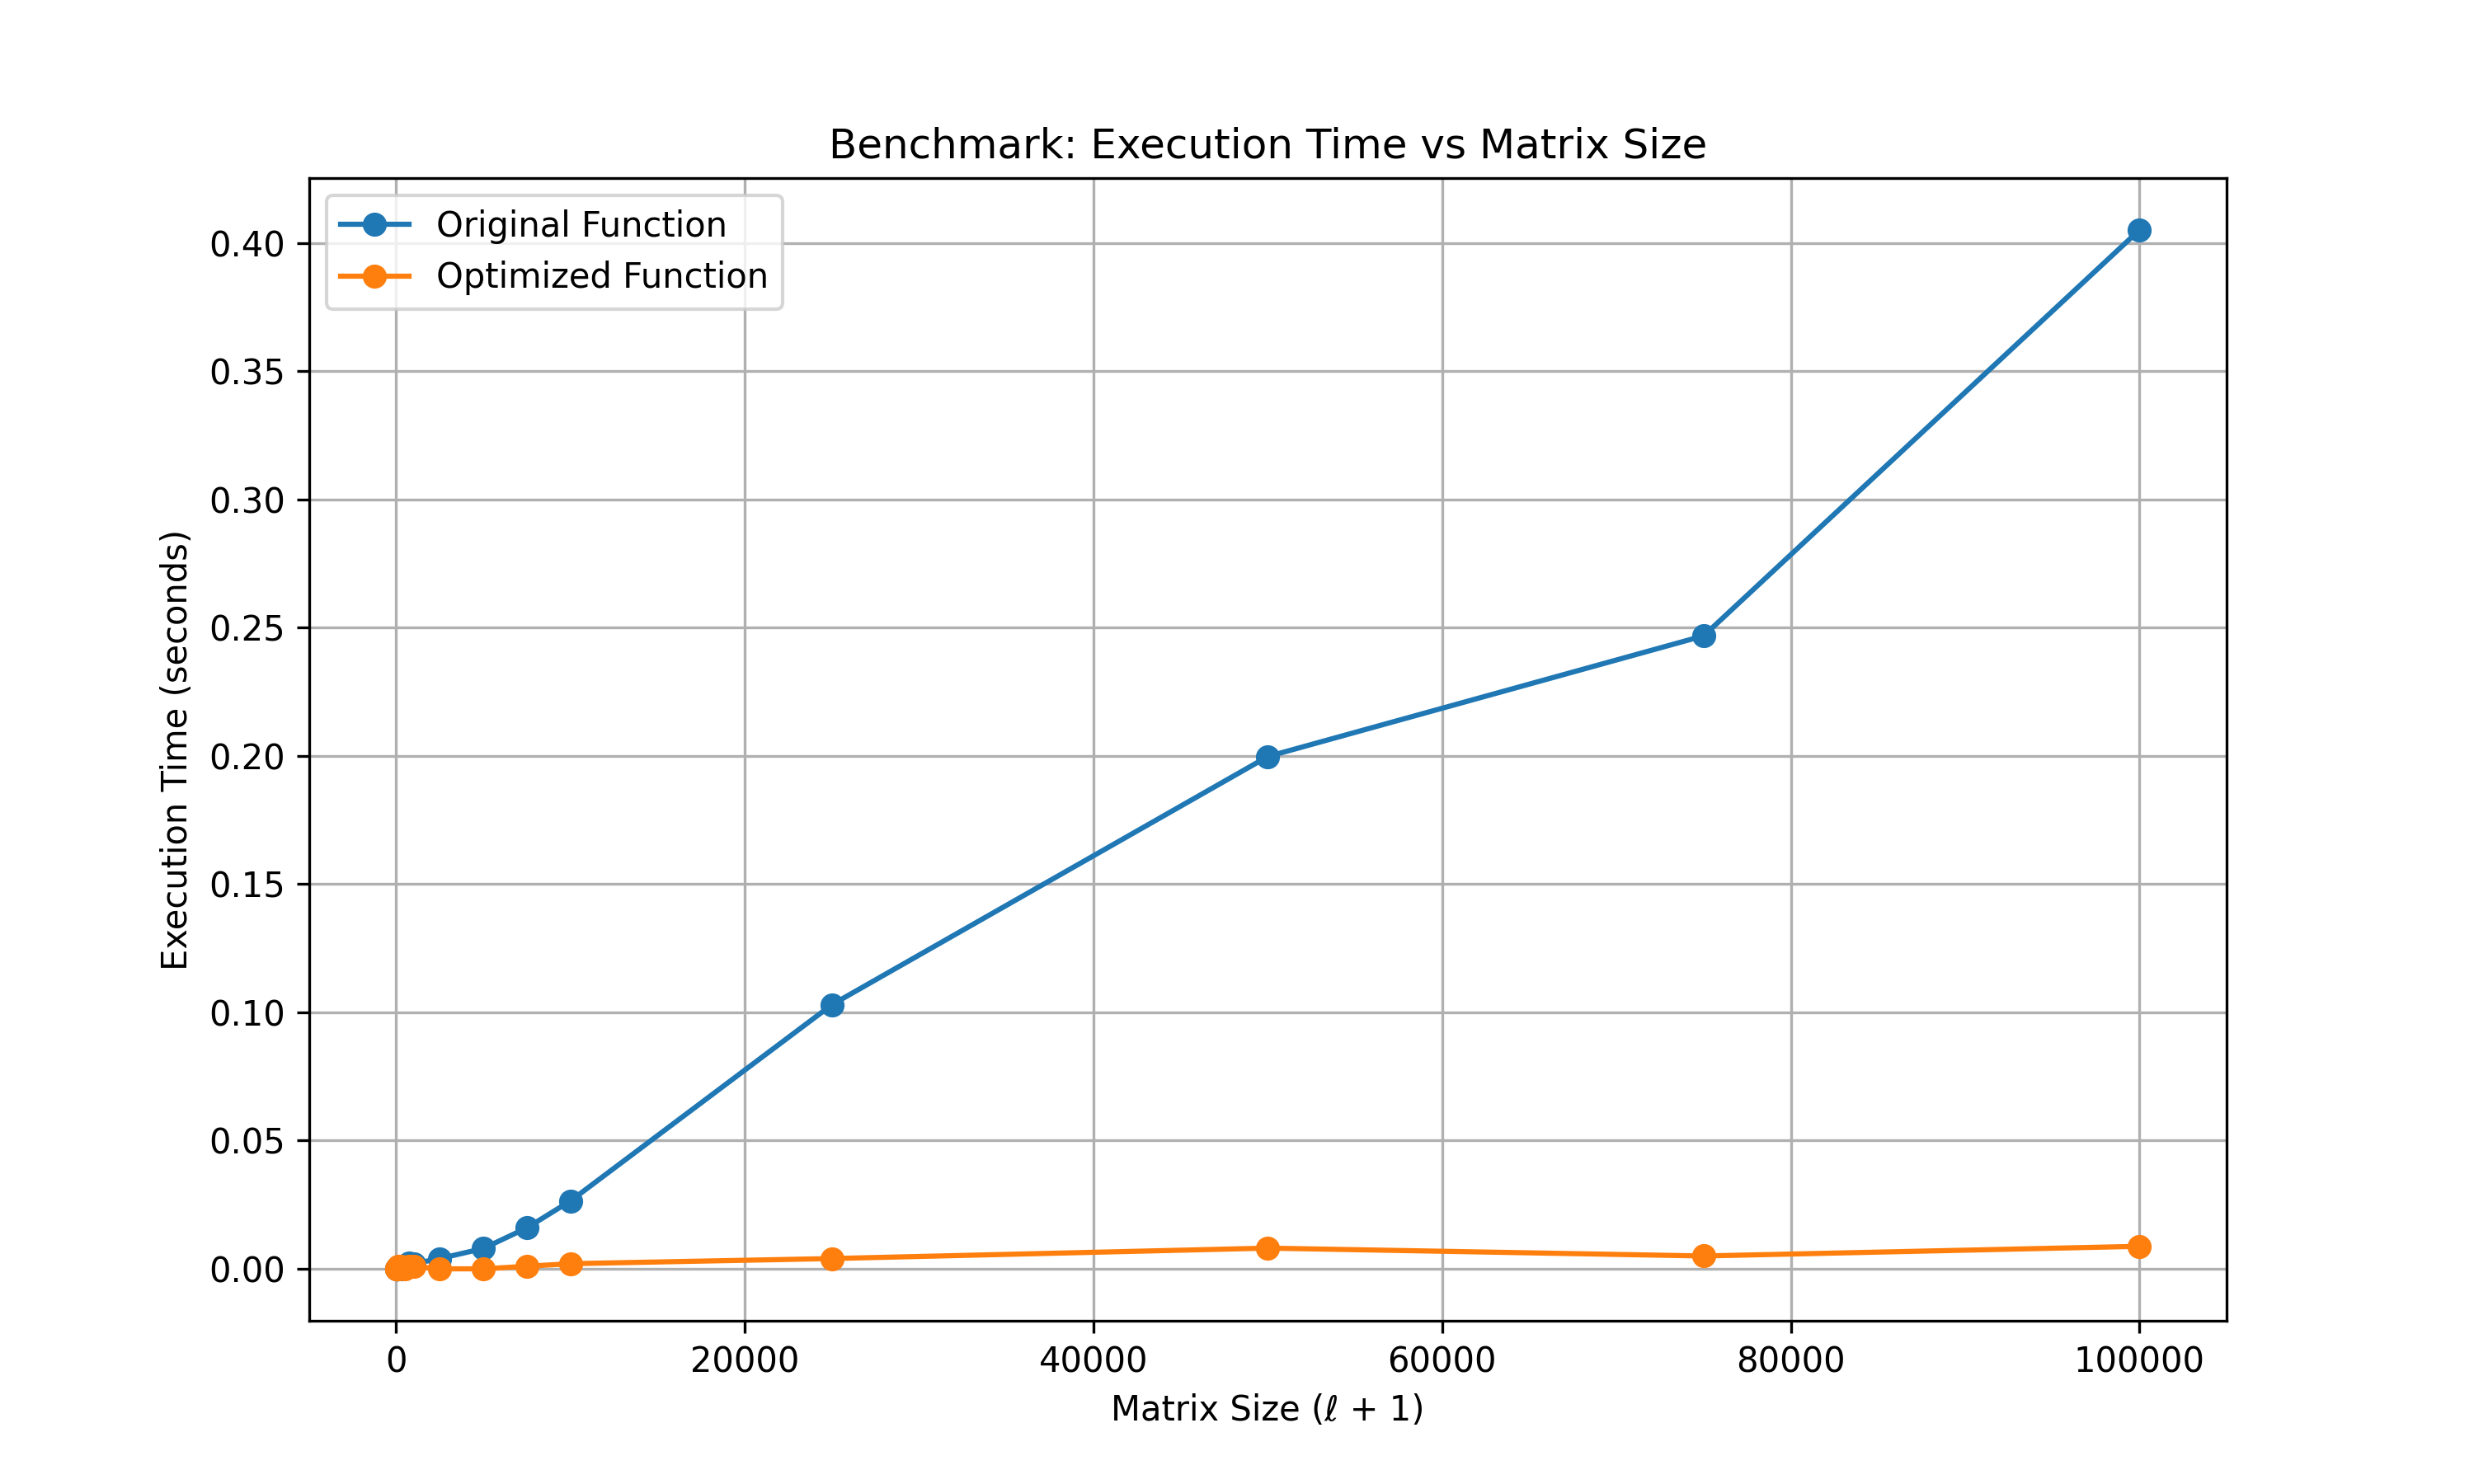 Benchmark: Execution Time vs Matrix Size
Original Function
Optimized Function
0.40
0.35
0.30
0.25
0.20
0.15
0.10
0.05
0.00
Execution Time (seconds)
0 20000 40000 60000 80000 100000
Matrix Size (ℓ + 1)